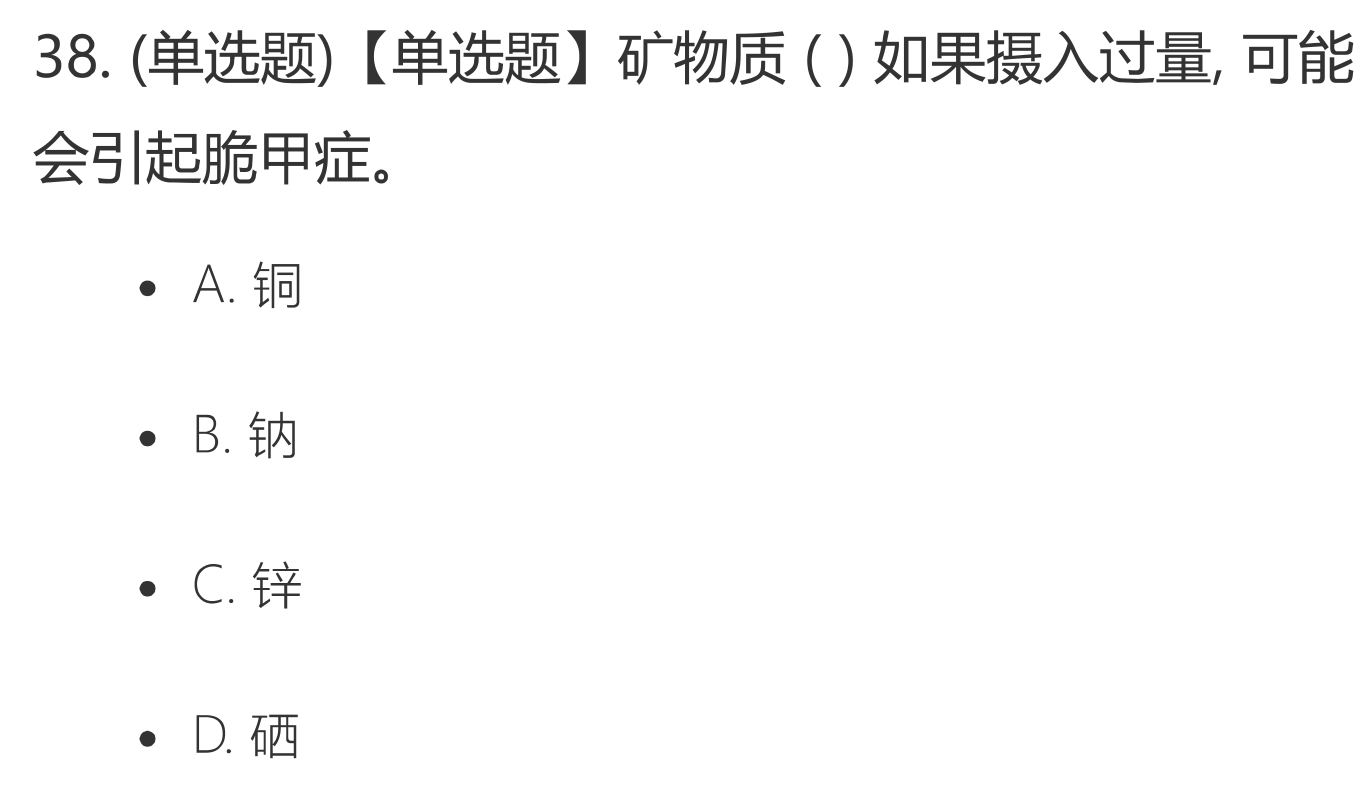 38. (单选题)【单选题】矿物质 ( ) 如果摄入过量, 可能
会引起脆甲症。
• A. 铜
• B. 钠
• C. 锌
• D. 硒